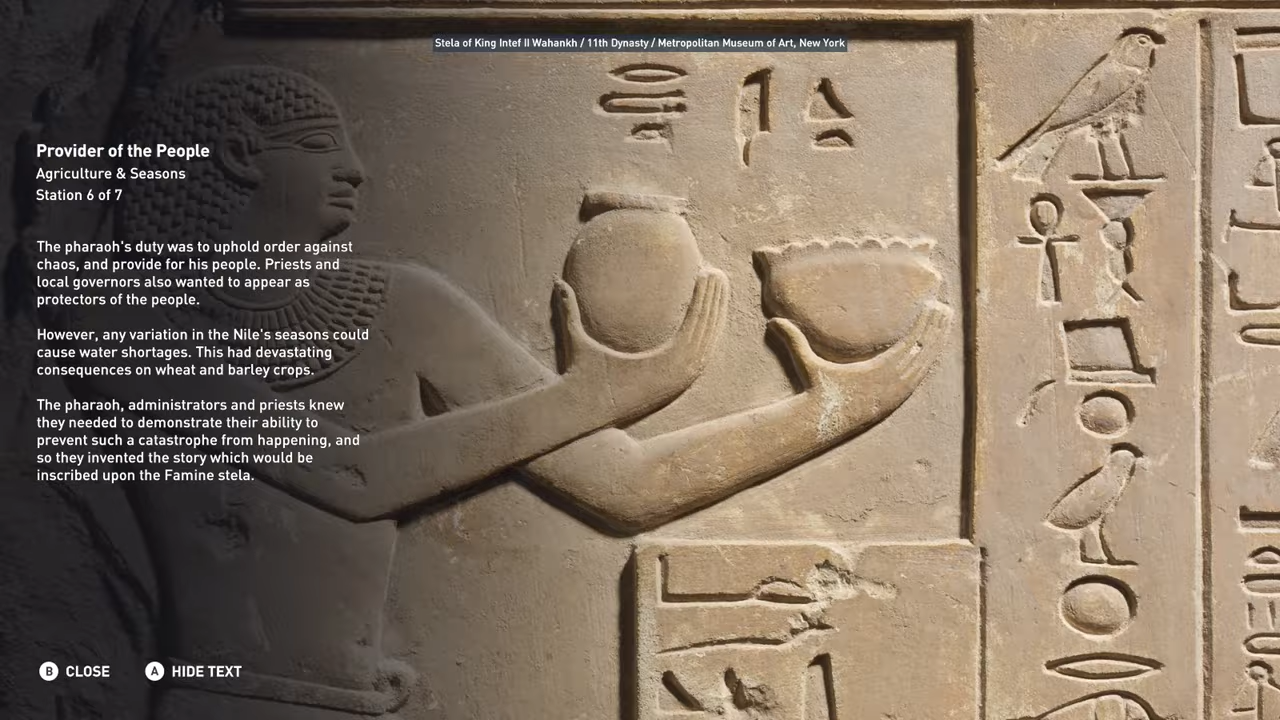 Stela of King Intef II Wahankh / 11th Dynasty / Metropolitan Museum of Art, New York
Provider of the People
Agriculture & Seasons
Station 6 of 7
The pharaoh's duty was to uphold order against
chaos, and provide for his people. Priests and
local governors also wanted to appear as
protectors of the people.
However, any variation in the Nile's seasons could
cause water shortages. This had devastating
consequences on wheat and barley crops.
The pharaoh, administrators and priests knew
they needed to demonstrate their ability to
prevent such a catastrophe from happening, and
so they invented the story which would be
inscribed upon the Famine stela.
B CLOSE A HIDE TEXT